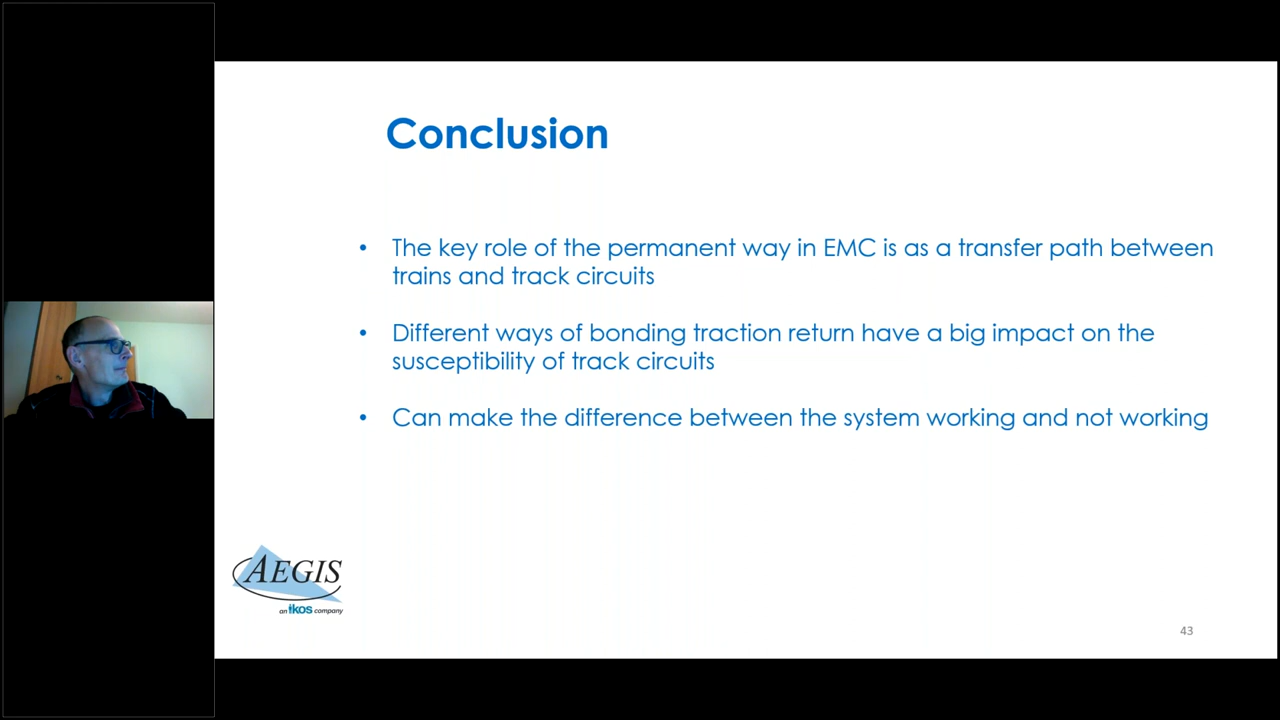 Conclusion
• The key role of the permanent way in EMC is as a transfer path between
trains and track circuits
• Different ways of bonding traction return have a big impact on the
susceptibility of track circuits
• Can make the difference between the system working and not working
AEGIS
an ikos company
43